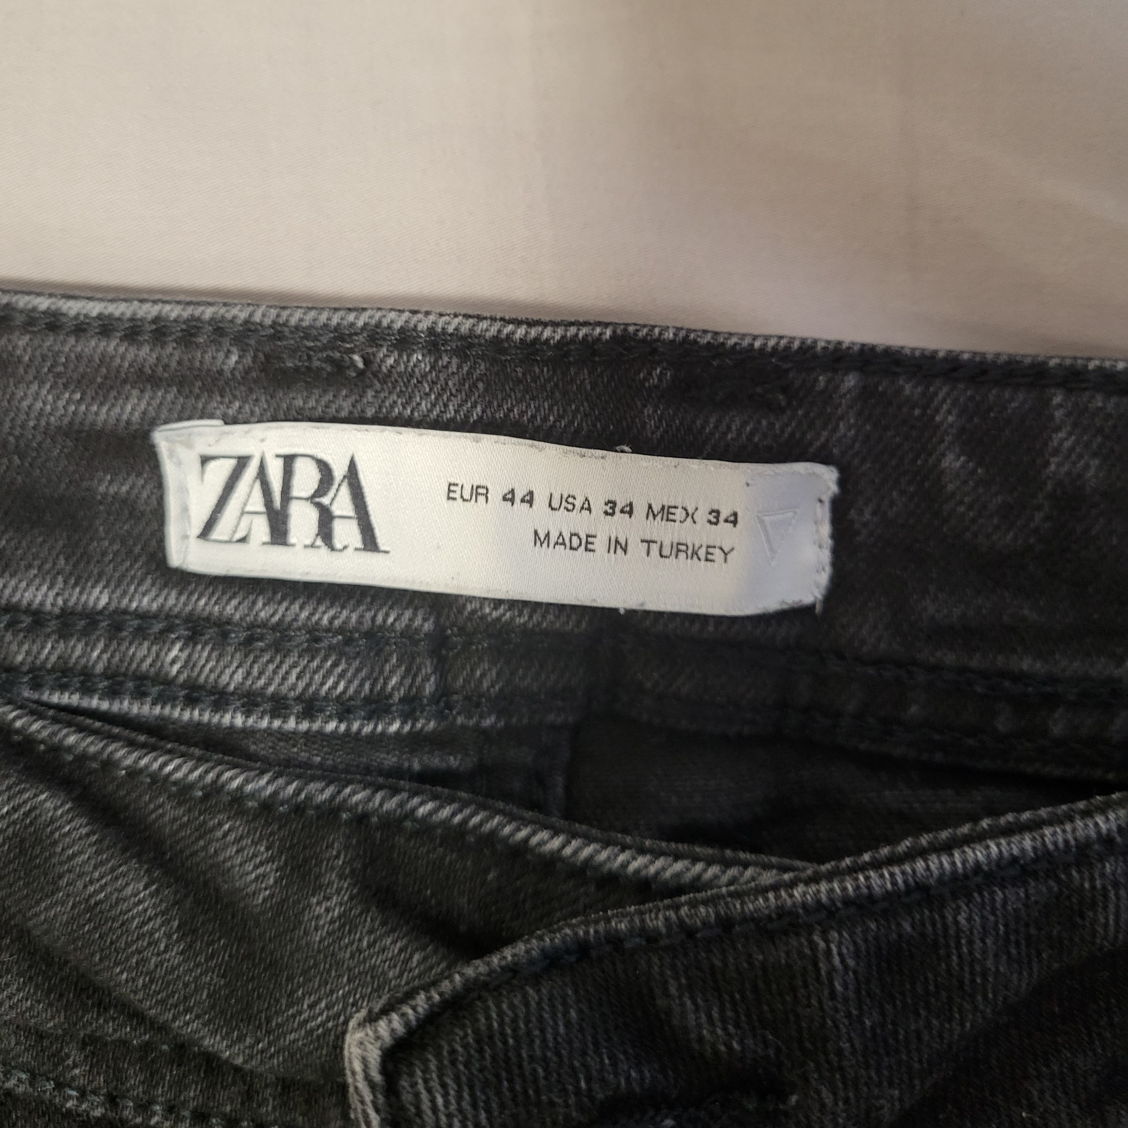 ZARA
EUR 44 USA 34 MEX 34
MADE IN TURKEY